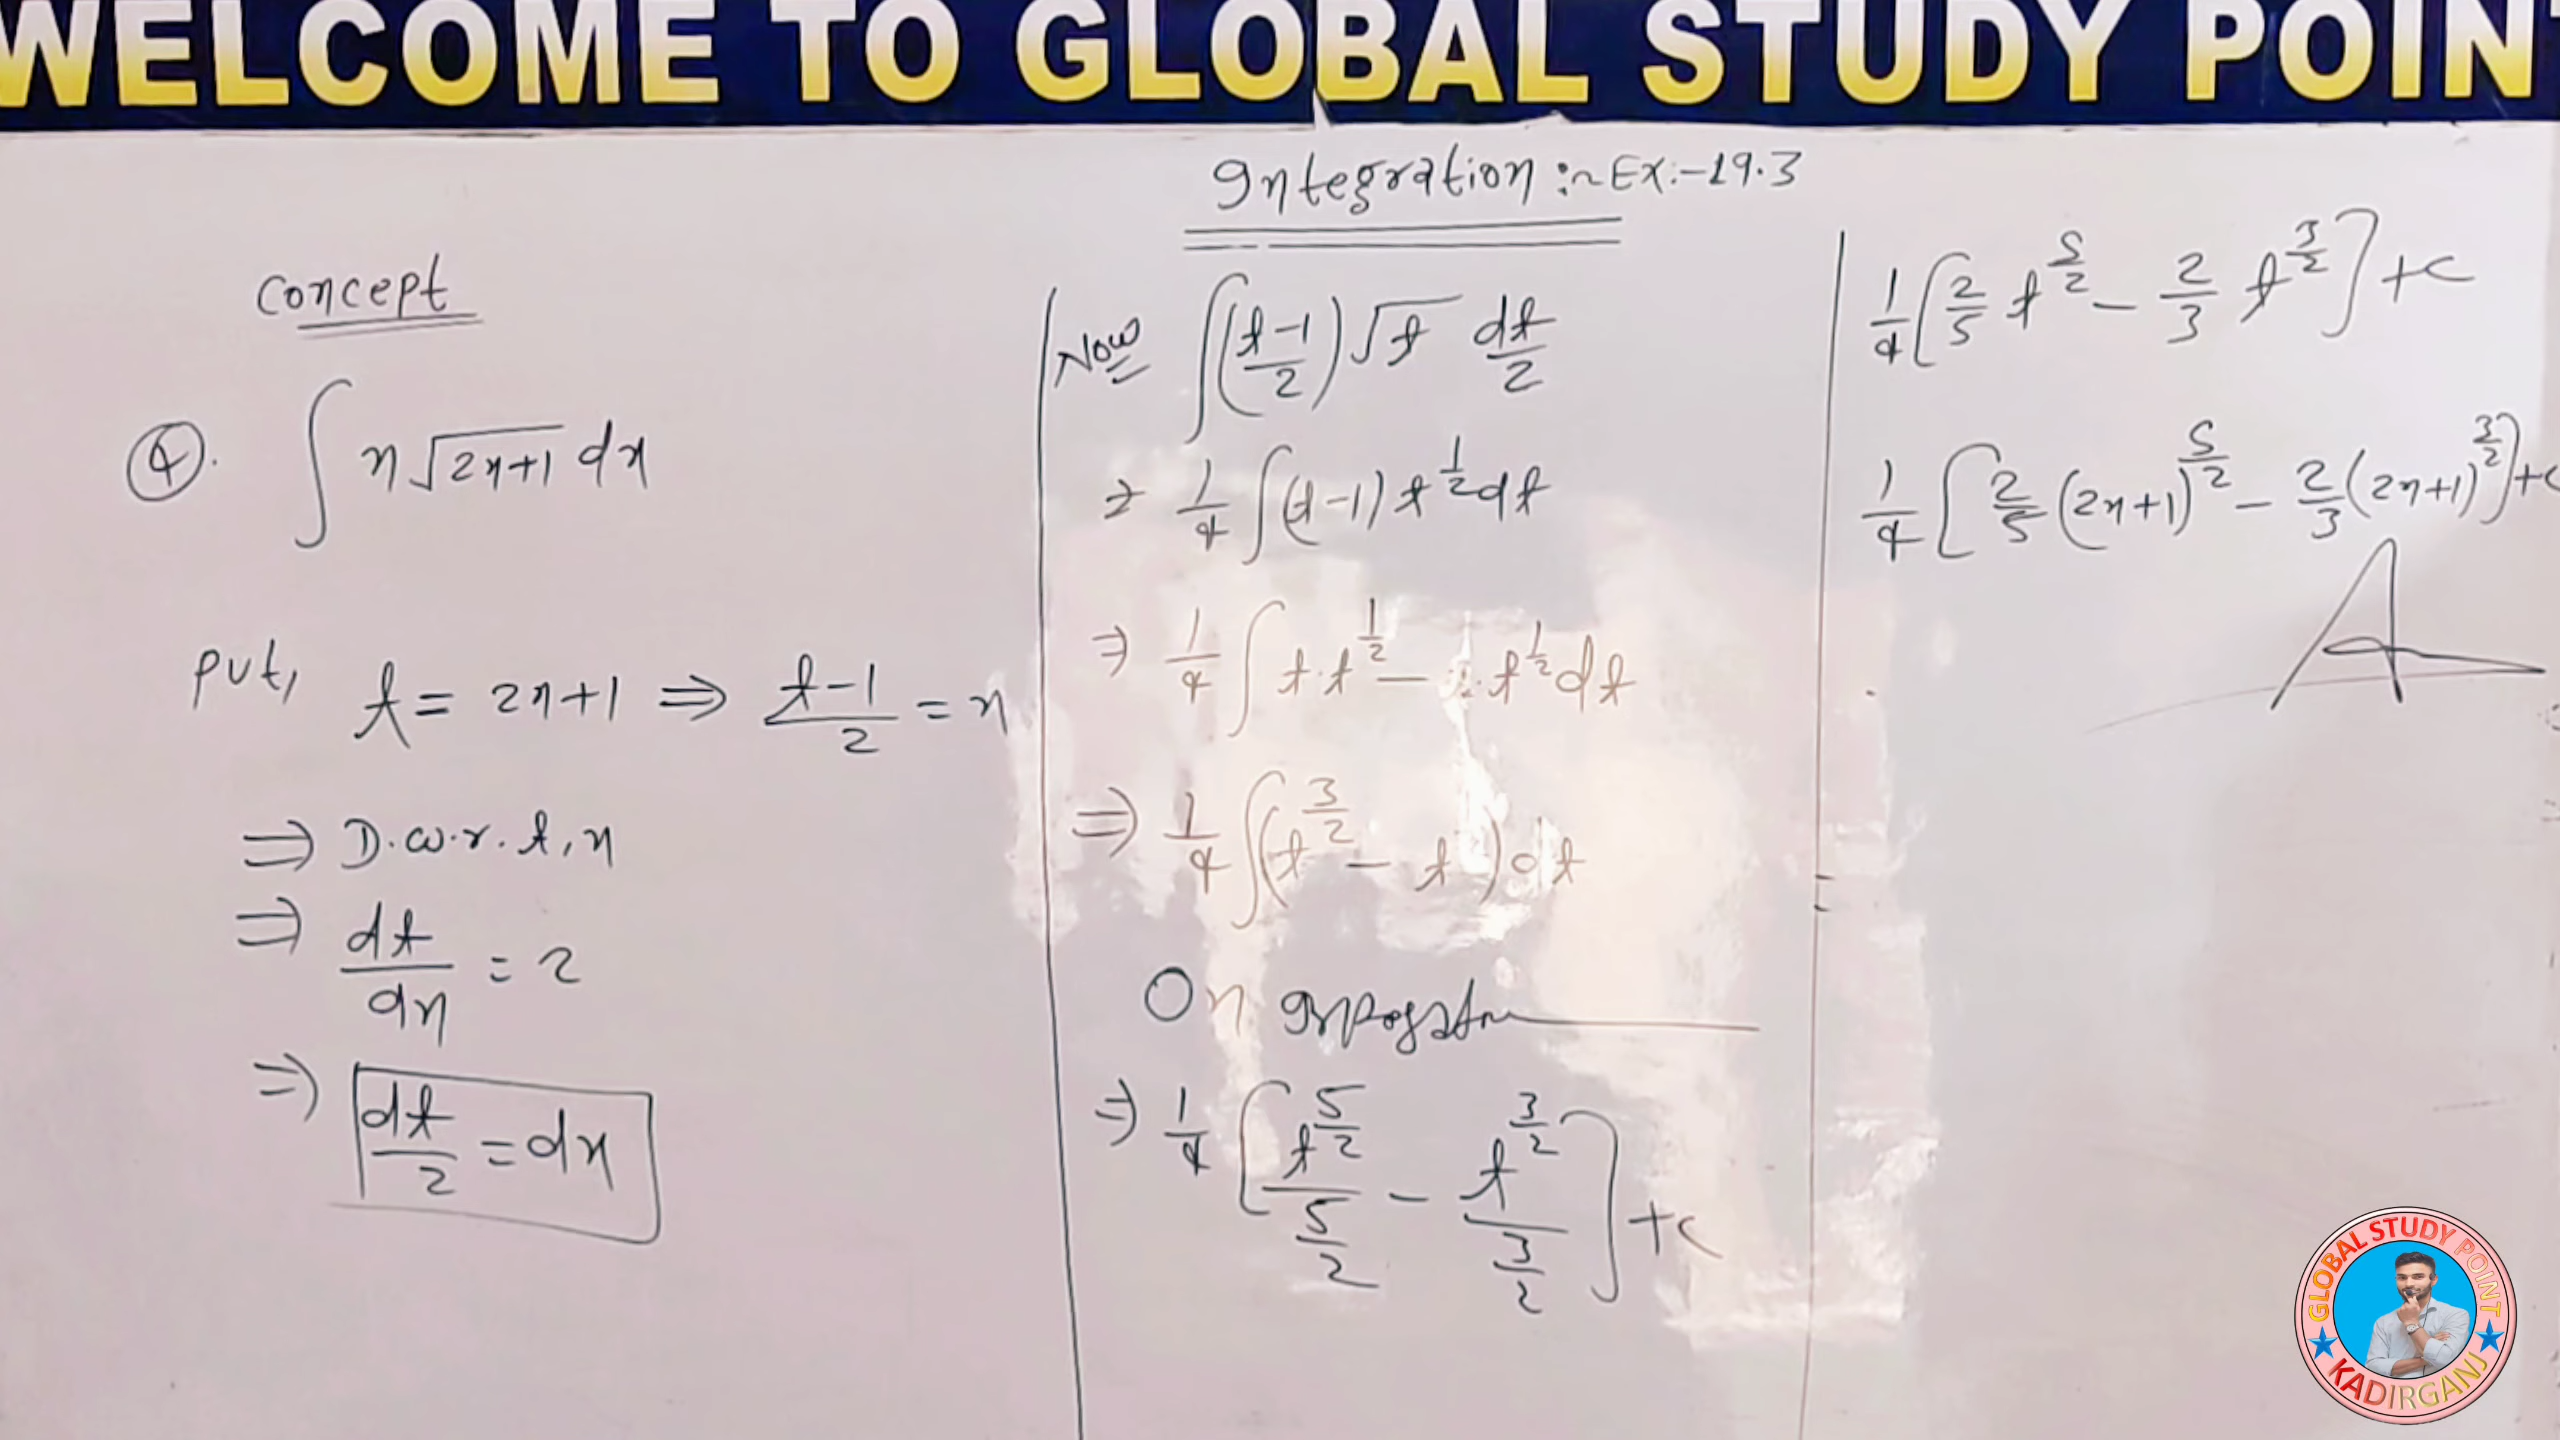 WELCOME TO GLOBAL STUDY POIN
Integration :~ Ex:-19.3
Concept
④. ∫ x√(2x+1) dx
Put, t = 2x+1 ⇒ (t-1)/2 = x
⇒ D.w.r.t, x
⇒ dt/dx = 2
⇒ dt/2 = dx
Now ∫((t-1)/2)√t dt/2
⇒ 1/4 ∫(t-1) t^(1/2) dt
⇒ 1/4 ∫ t.t^(1/2) - . t^(1/2) dt
⇒ 1/4 ∫(t^(3/2) - t ) dt
On
⇒ 1/4 [t^(5/2)/(5/2) - t^(3/2)/(3/2)] + c
1/4 [2/5 t^(5/2) - 2/3 t^(3/2)] + c
1/4 [2/5 (2x+1)^(5/2) - 2/3 (2x+1)^(3/2)] + c
GLOBAL STUDY POINT
KADIRGANJ